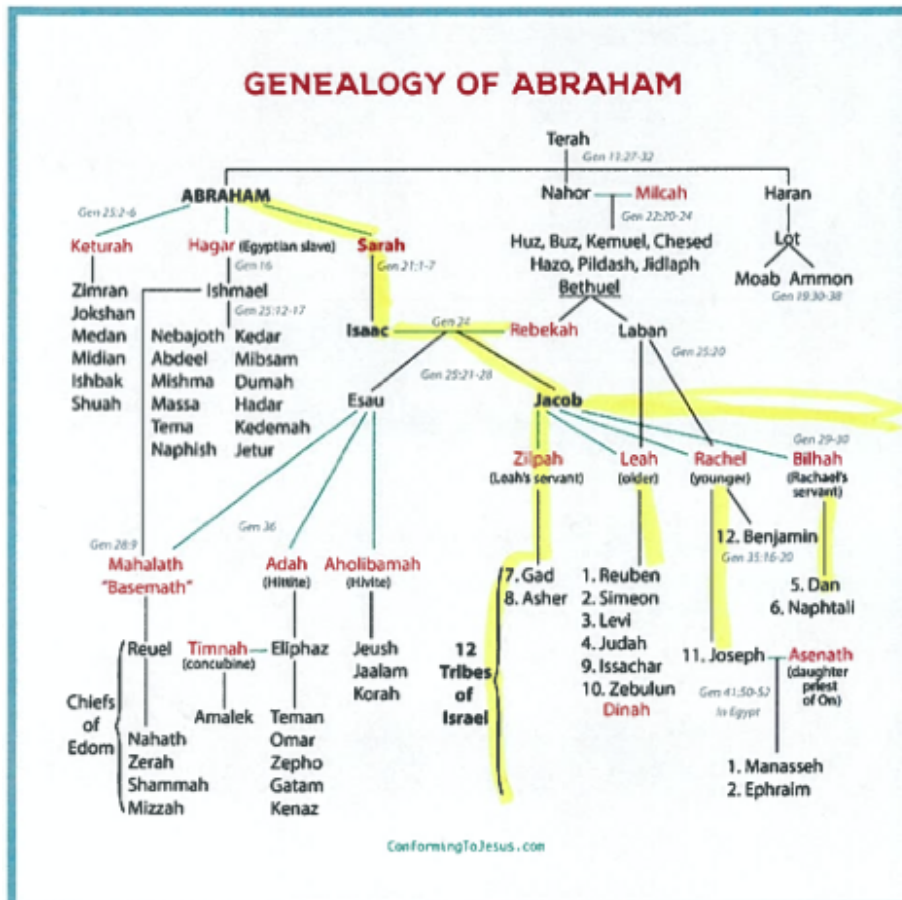 GENEALOGY OF ABRAHAM
Terah
Gen 11:27-32
ABRAHAM
Nahor
Milcah
Haran
Gen 25:2-6
Gen 22:20-24
Keturah
Hagar (Egyptian slave)
Sarah
Huz, Buz, Kemuel, Chesed
Lot
Gen 16
Gen 21:1-7
Hazo, Pildash, Jidlaph
Moab Ammon
Zimran
Ishmael
Bethuel
Gen 19:30-38
Jokshan
Gen 25:12-17
Medan
Nebajoth
Kedar
Isaac
Gen 24
Rebekah
Laban
Midian
Abdeel
Mibsam
Gen 25:20
Ishbak
Mishma
Dumah
Gen 25:21-28
Shuah
Massa
Hadar
Esau
Jacob
Tema
Kedemah
Naphish
Jetur
Gen 29-30
Zilpah
Leah
Rachel
Bilhah
(Leah's servant)
(older)
(younger)
(Rachael's
servant)
Gen 36
12. Benjamin
Gen 28:9
Gen 35:16-20
Mahalath
Adah
Aholibamah
"Basemath"
(Hittite)
(Hivite)
7. Gad
1. Reuben
5. Dan
8. Asher
2. Simeon
6. Naphtali
3. Levi
Reuel
Timnah
Eliphaz
Jeush
12
4. Judah
11. Joseph
Asenath
(concubine)
Jaalam
Tribes
9. Issachar
(daughter
Korah
of
10. Zebulun
Gen 41:50-52
priest
Chiefs
Israel
Dinah
In Egypt
of On)
of
Amalek
Teman
Edom
Nahath
Omar
Zerah
Zepho
1. Manasseh
Shammah
Gatam
2. Ephraim
Mizzah
Kenaz
ConformingToJesus.com